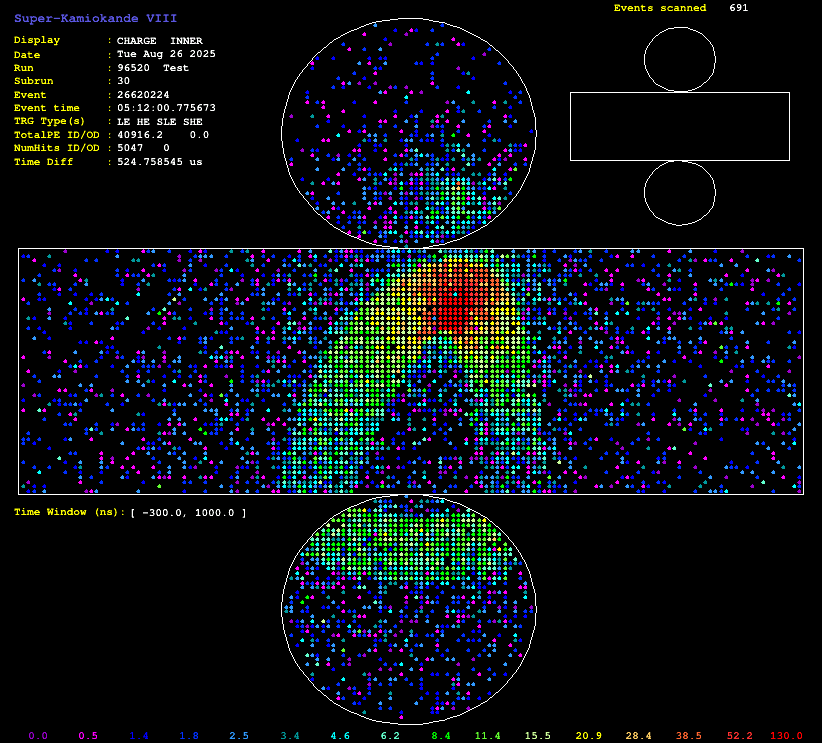 Super-Kamiokande VIII
Events scanned 691
Display : CHARGE INNER
Date : Tue Aug 26 2025
Run : 96520 Test
Subrun : 30
Event : 26620224
Event time : 05:12:00.775673
TRG Type(s) : LE HE SLE SHE
TotalPE ID/OD : 40916.2 0.0
NumHits ID/OD : 5047 0
Time Diff : 524.758545 us
Time Window (ns): [ -300.0, 1000.0 ]
0.0 0.5 1.4 1.8 2.5 3.4 4.6 6.2 8.4 11.4 15.5 20.9 28.4 38.5 52.2 130.0